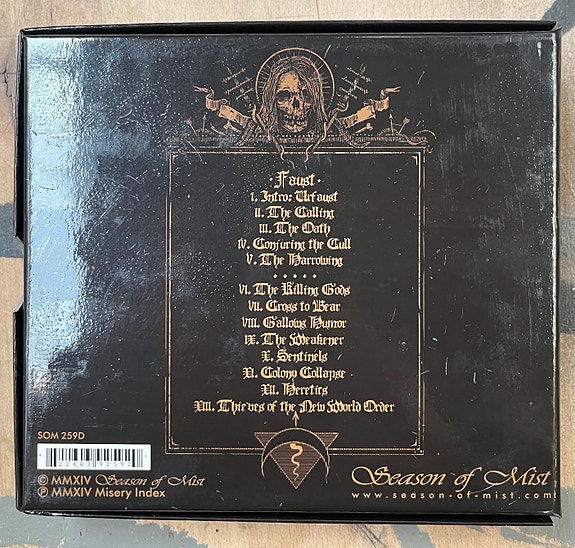 · Faust ·
I. Intro: Urfaust
II. The Calling
III. The Oath
IV. Conjuring the Cull
V. The Harrowing
VI. The Killing Gods
VII. Cross to Bear
VIII. Gallows Humor
IX. The Weakener
X. Sentinels
XI. Colony Collapse
XII. Heretics
XIII. Thieves of the New World Order
SOM 259D
© MMXIV Season of Mist
℗ MMXIV Misery Index
Season of Mist
www.season-of-mist.com